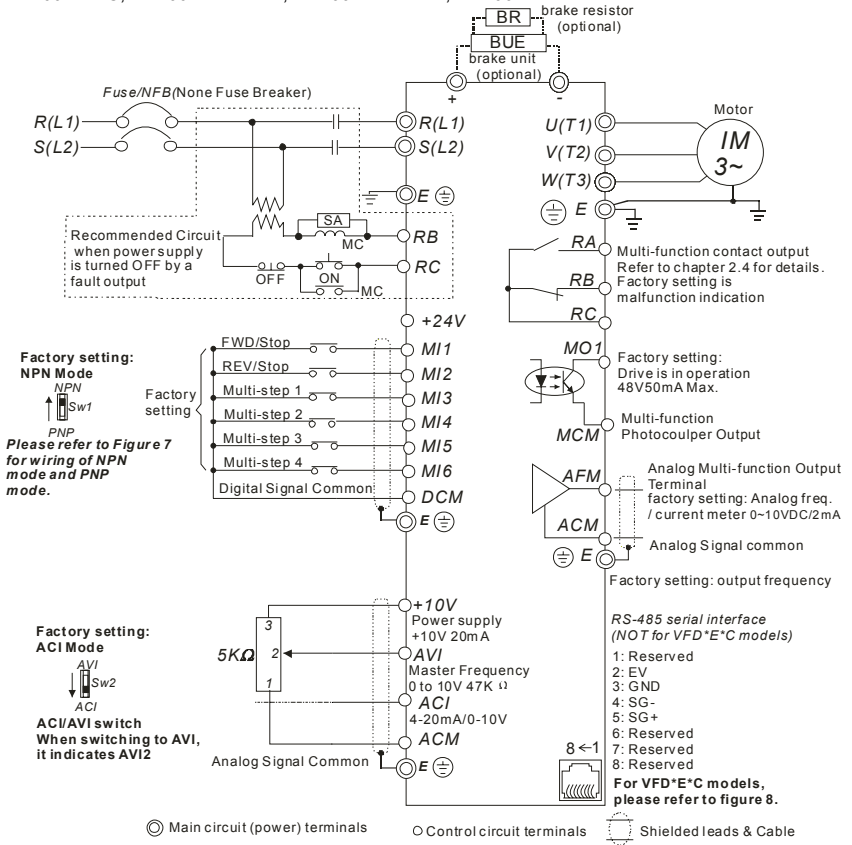 BR
brake resistor
(optional)
BUE
brake unit
(optional)
+
-
Fuse/NFB(None Fuse Breaker)
R(L1)
S(L2)
R(L1)
S(L2)
E
Recommended Circuit
when power supply
is turned OFF by a
fault output
SA
MC
OFF
ON
MC
RB
RC
U(T1)
V(T2)
W(T3)
E
Motor
IM
3~
RA
RB
RC
Multi-function contact output
Refer to chapter 2.4 for details.
Factory setting is
malfunction indication
+24V
Factory setting:
NPN Mode
NPN
Sw1
PNP
Please refer to Figure 7
for wiring of NPN
mode and PNP
mode.
Factory
setting
FWD/Stop
REV/Stop
Multi-step 1
Multi-step 2
Multi-step 3
Multi-step 4
Digital Signal Common
MI1
MI2
MI3
MI4
MI5
MI6
DCM
E
MO1
Factory setting:
Drive is in operation
48V50mA Max.
MCM
Multi-function
Photocoulper Output
AFM
Analog Multi-function Output
Terminal
factory setting: Analog freq.
/ current meter 0~10VDC/2mA
ACM
Analog Signal common
E
Factory setting: output frequency
Factory setting:
ACI Mode
AVI
Sw2
ACI
ACI/AVI switch
When switching to AVI,
it indicates AVI2
5KΩ
3
2
1
Analog Signal Common
+10V
Power supply
+10V 20mA
AVI
Master Frequency
0 to 10V 47K Ω
ACI
4-20mA/0-10V
ACM
E
RS-485 serial interface
(NOT for VFD*E*C models)
1: Reserved
2: EV
3: GND
4: SG-
5: SG+
6: Reserved
7: Reserved
8: Reserved
For VFD*E*C models,
please refer to figure 8.
8←1
Main circuit (power) terminals
Control circuit terminals
Shielded leads & Cable